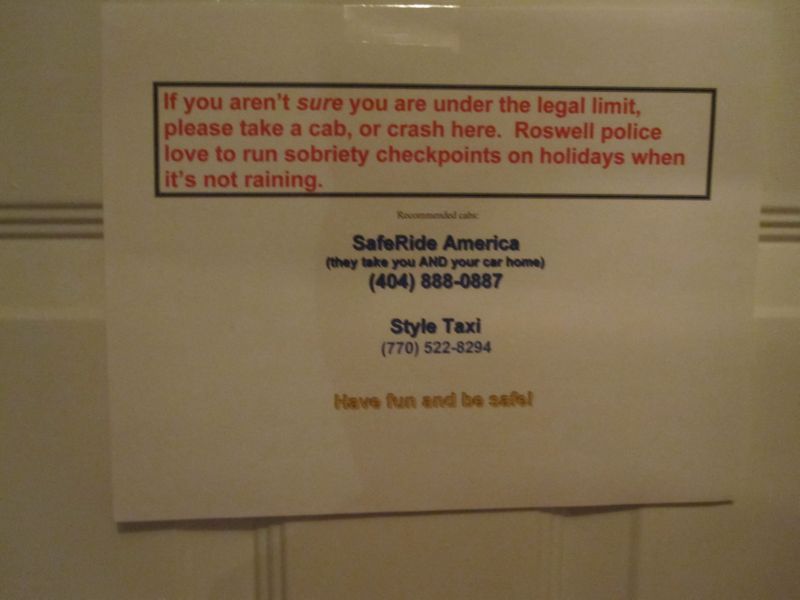 If you aren't sure you are under the legal limit,
please take a cab, or crash here. Roswell police
love to run sobriety checkpoints on holidays when
it's not raining.
Recommended cabs:
SafeRide America
(they take you AND your car home)
(404) 888-0887
Style Taxi
(770) 522-8294
Have fun and be safe!